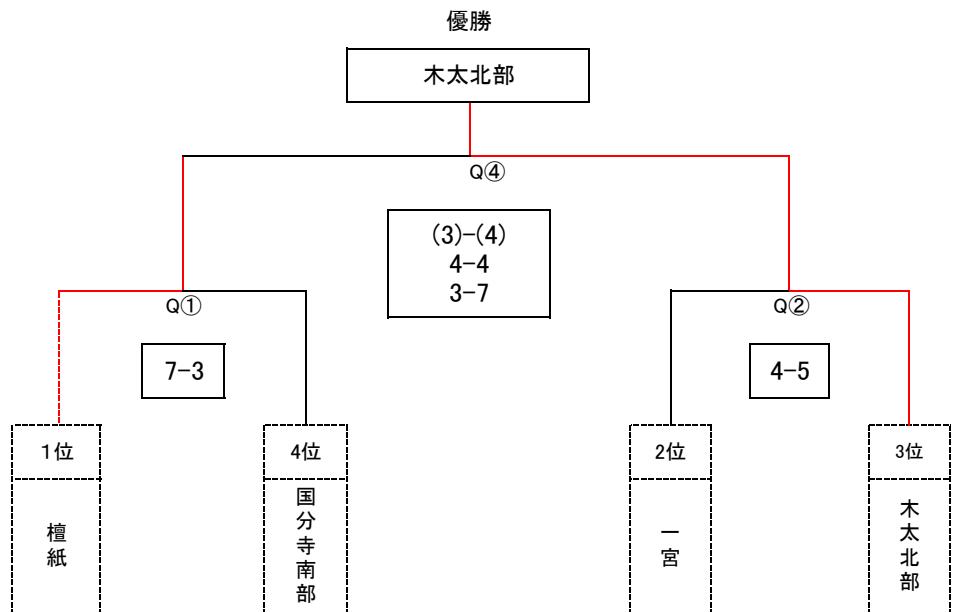 優勝
木太北部
Q④
(3)-(4)
4-4
3-7
Q①
Q②
7-3
4-5
1位
4位
2位
3位
檀紙
国分寺南部
一宮
木太北部